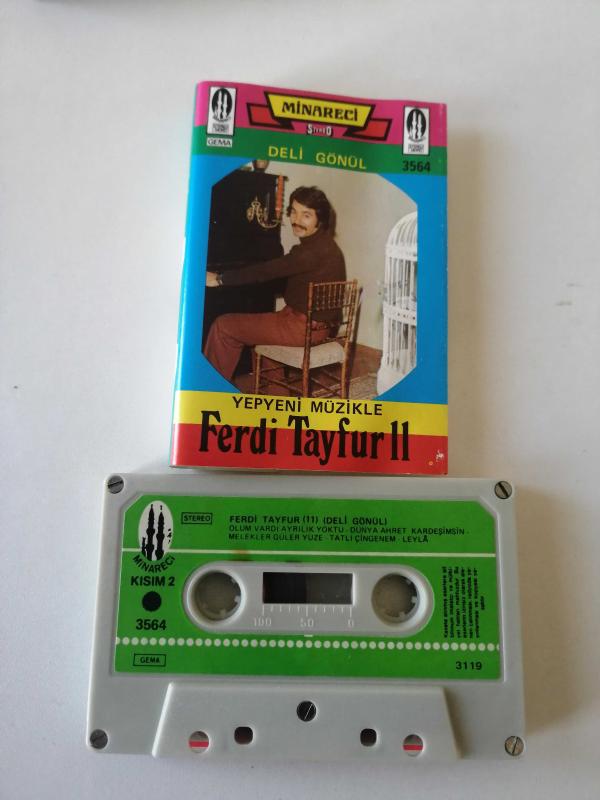 MİNARECİ
STEREO
GEMA
DELİ GÖNÜL
3564
YEPYENİ MÜZİKLE
Ferdi Tayfur 11
STEREO
FERDİ TAYFUR (11) (DELİ GÖNÜL)
ÖLÜM VARDI AYRILIK YOKTU - DÜNYA AHRET KARDEŞİMSİN -
MELEKLER GÜLER YÜZE - TATLI ÇİNGENEM - LEYLÂ
MİNARECİ
KISIM 2
3564
100 50 0
GEMA
3119